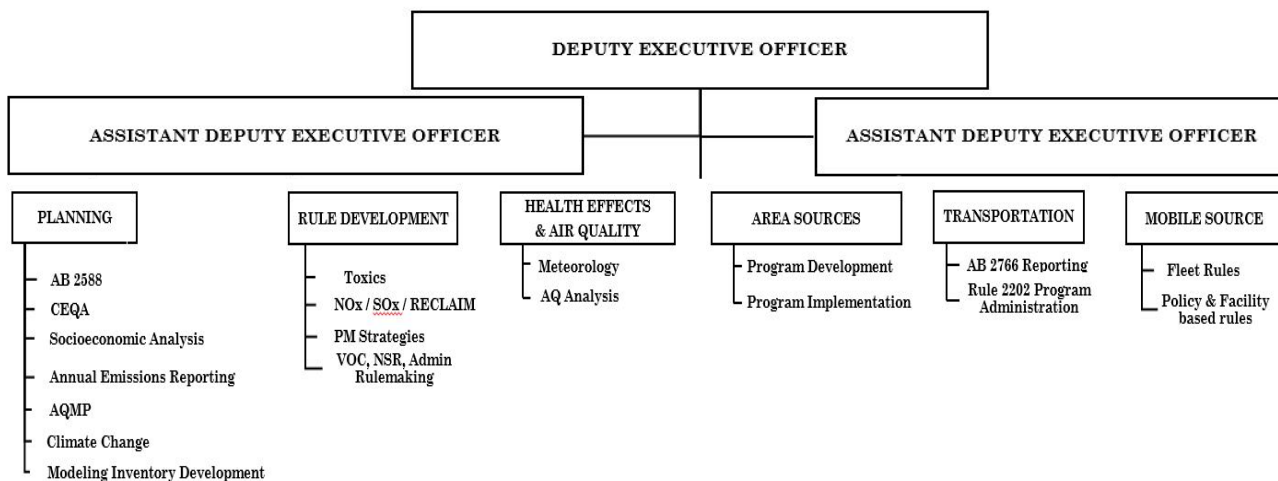 DEPUTY EXECUTIVE OFFICER
ASSISTANT DEPUTY EXECUTIVE OFFICER
ASSISTANT DEPUTY EXECUTIVE OFFICER
PLANNING
AB 2588
CEQA
Socioeconomic Analysis
Annual Emissions Reporting
AQMP
Climate Change
Modeling Inventory Development
RULE DEVELOPMENT
Toxics
NOx / SOx / RECLAIM
PM Strategies
VOC, NSR, Admin
Rulemaking
HEALTH EFFECTS
& AIR QUALITY
Meteorology
AQ Analysis
AREA SOURCES
Program Development
Program Implementation
TRANSPORTATION
AB 2766 Reporting
Rule 2202 Program
Administration
MOBILE SOURCE
Fleet Rules
Policy & Facility
based rules